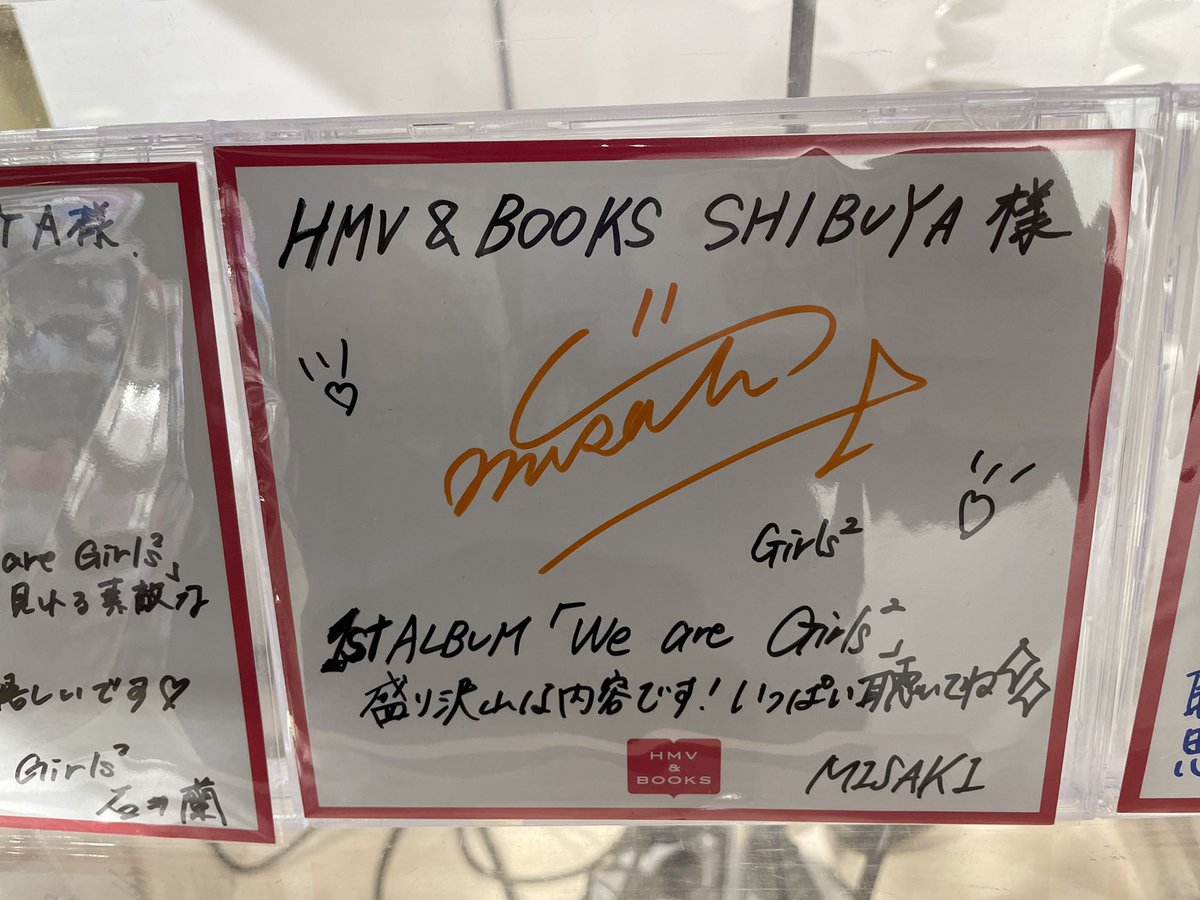 YA様
are Girls²」
見れる素敵な
嬉しいです♡
Girls²
石井蘭
HMV & BOOKS SHIBUYA 様
misaki
Girls²
1st ALBUM「We are Girls²」
盛り沢山な内容です！いっぱい聴いてね
HMV
&
BOOKS
MISAKI